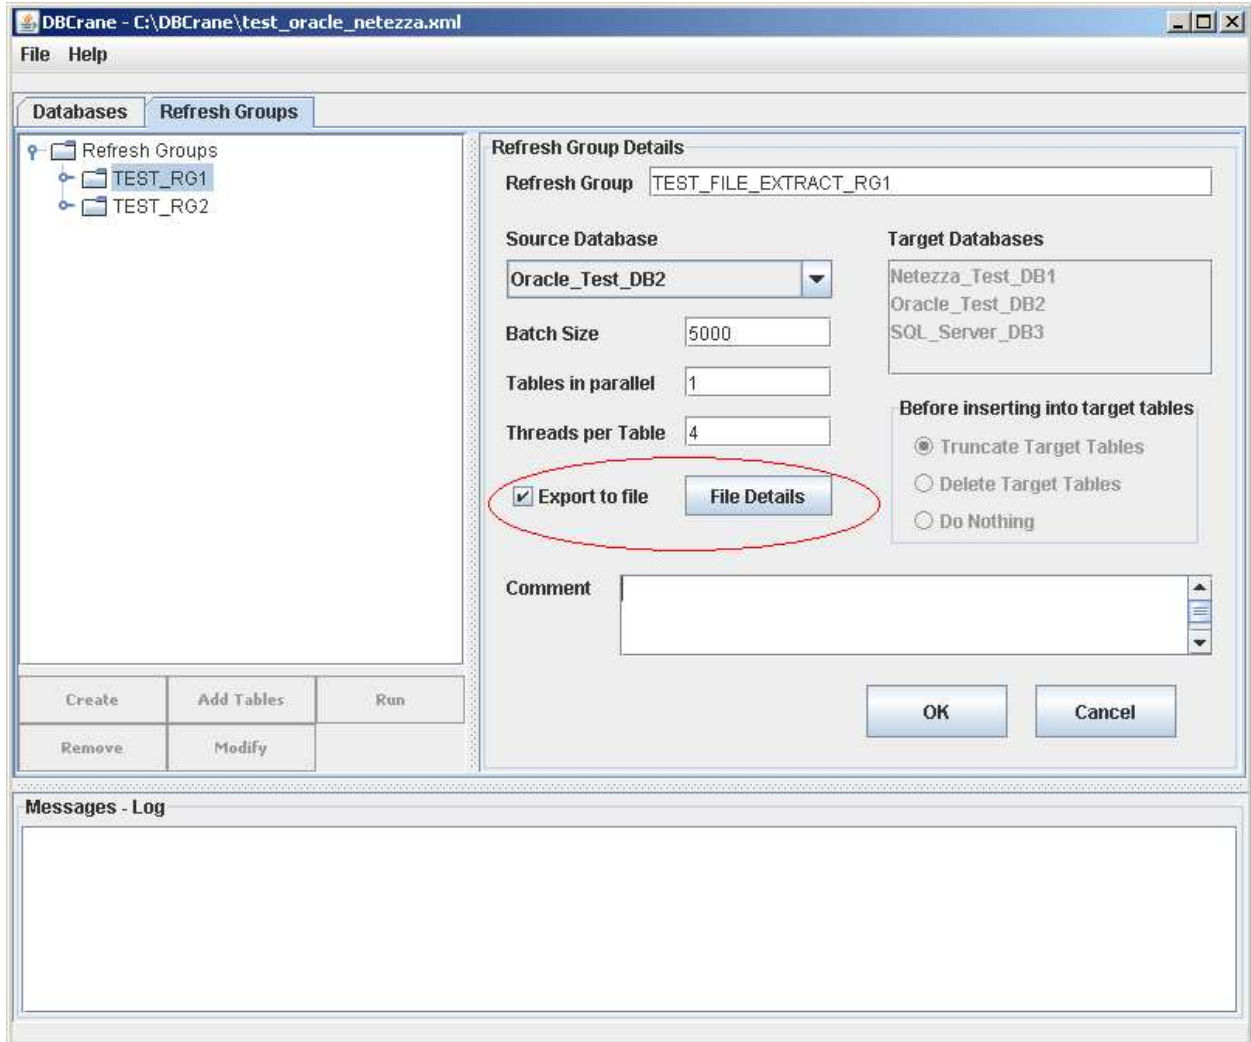 DBCrane - C:\DBCrane\test_oracle_netezza.xml
File Help
Databases Refresh Groups
Refresh Groups
TEST_RG1
TEST_RG2
Create Add Tables Run
Remove Modify
Refresh Group Details
Refresh Group TEST_FILE_EXTRACT_RG1
Source Database
Oracle_Test_DB2
Batch Size 5000
Tables in parallel 1
Threads per Table 4
Export to file File Details
Target Databases
Netezza_Test_DB1
Oracle_Test_DB2
SQL_Server_DB3
Before inserting into target tables
Truncate Target Tables
Delete Target Tables
Do Nothing
Comment
OK Cancel
Messages - Log